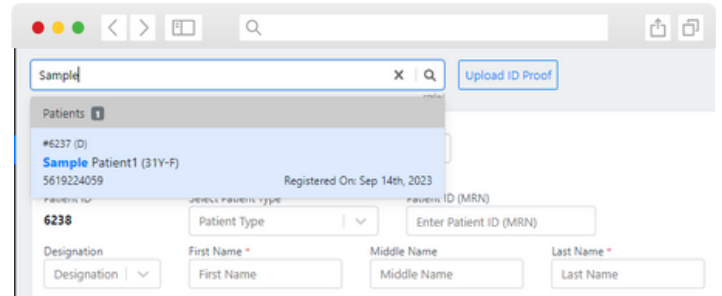 Sample
Upload ID Proof
Patients 1
#6237 (D)
Sample Patient1 (31Y-F)
5619224059 Registered On: Sep 14th, 2023
Patient ID Select Patient Type Patient ID (MRN)
6238 Patient Type Enter Patient ID (MRN)
Designation First Name * Middle Name Last Name *
Designation First Name Middle Name Last Name